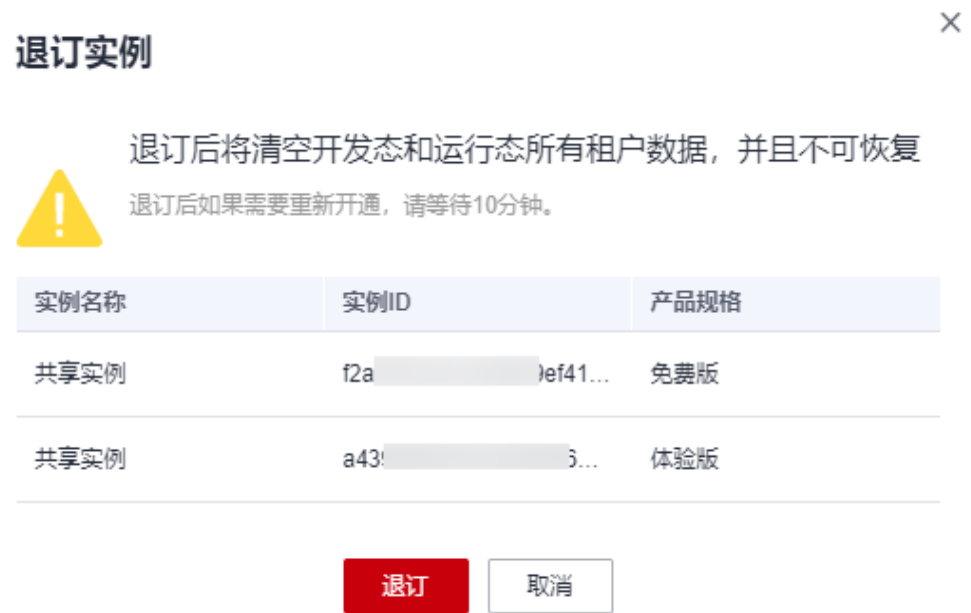 退订实例
退订后将清空开发态和运行态所有租户数据，并且不可恢复
退订后如果需要重新开通，请等待10分钟。
实例名称 实例ID 产品规格
共享实例 f2a 9ef41... 免费版
共享实例 a439 6... 体验版
退订 取消